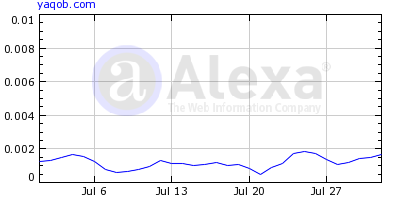 yaqob.com
0.01
0.008
0.006
0.004
0.002
0
a Alexa®
The Web Information Company
Jul 6 Jul 13 Jul 20 Jul 27